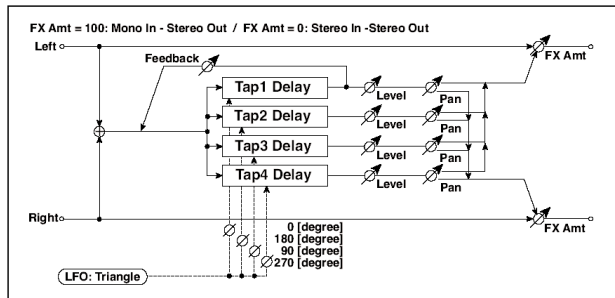 FX Amt = 100: Mono In - Stereo Out / FX Amt = 0: Stereo In -Stereo Out
Left
FX Amt
Feedback
Tap1 Delay
Level
Pan
Tap2 Delay
Pan
Tap3 Delay
Pan
Tap4 Delay
Level
Pan
Right
FX Amt
0 [degree]
180 [degree]
90 [degree]
270 [degree]
LFO: Triangle